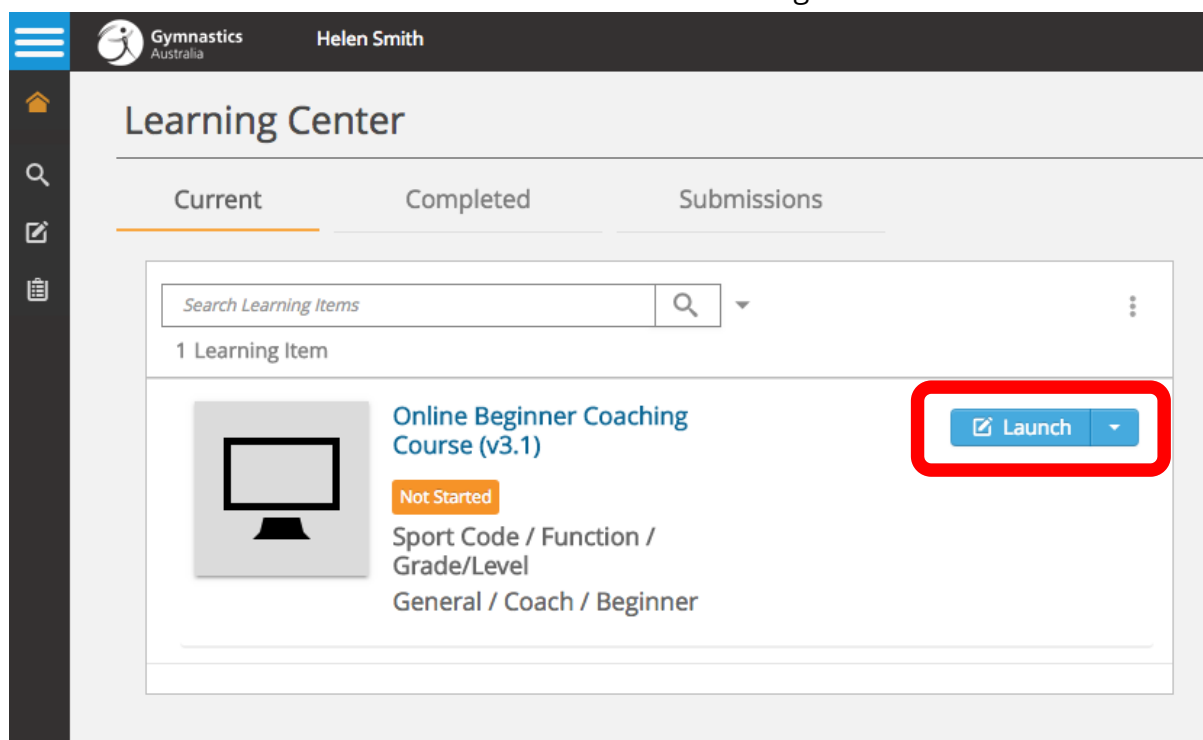 Gymnastics
Australia
Helen Smith
Learning Center
Current Completed Submissions
Search Learning Items
1 Learning Item
Online Beginner Coaching
Course (v3.1)
Launch
Not Started
Sport Code / Function /
Grade/Level
General / Coach / Beginner